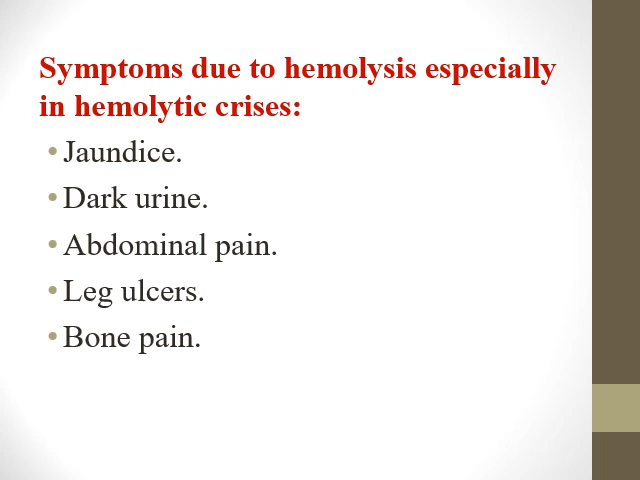 Symptoms due to hemolysis especially
in hemolytic crises:
• Jaundice.
• Dark urine.
• Abdominal pain.
• Leg ulcers.
• Bone pain.